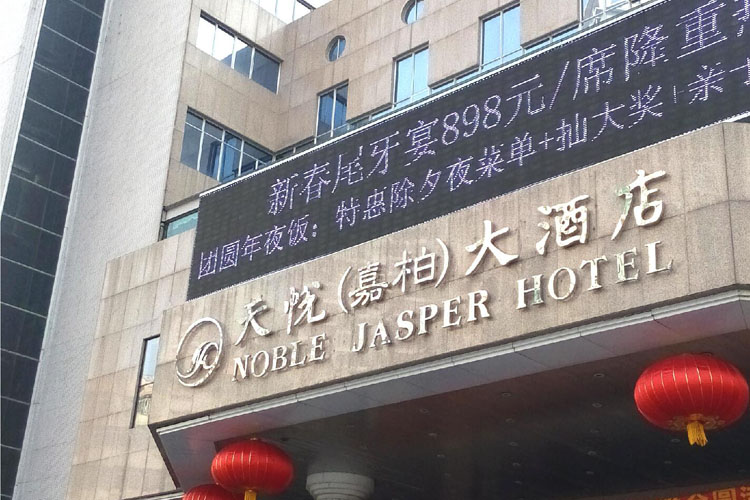 新春尾牙宴898元/席隆重
团圆年夜饭：特惠除夕夜菜单+抽大奖！亲
天悦(嘉柏)大酒店
NOBLE JASPER HOTEL